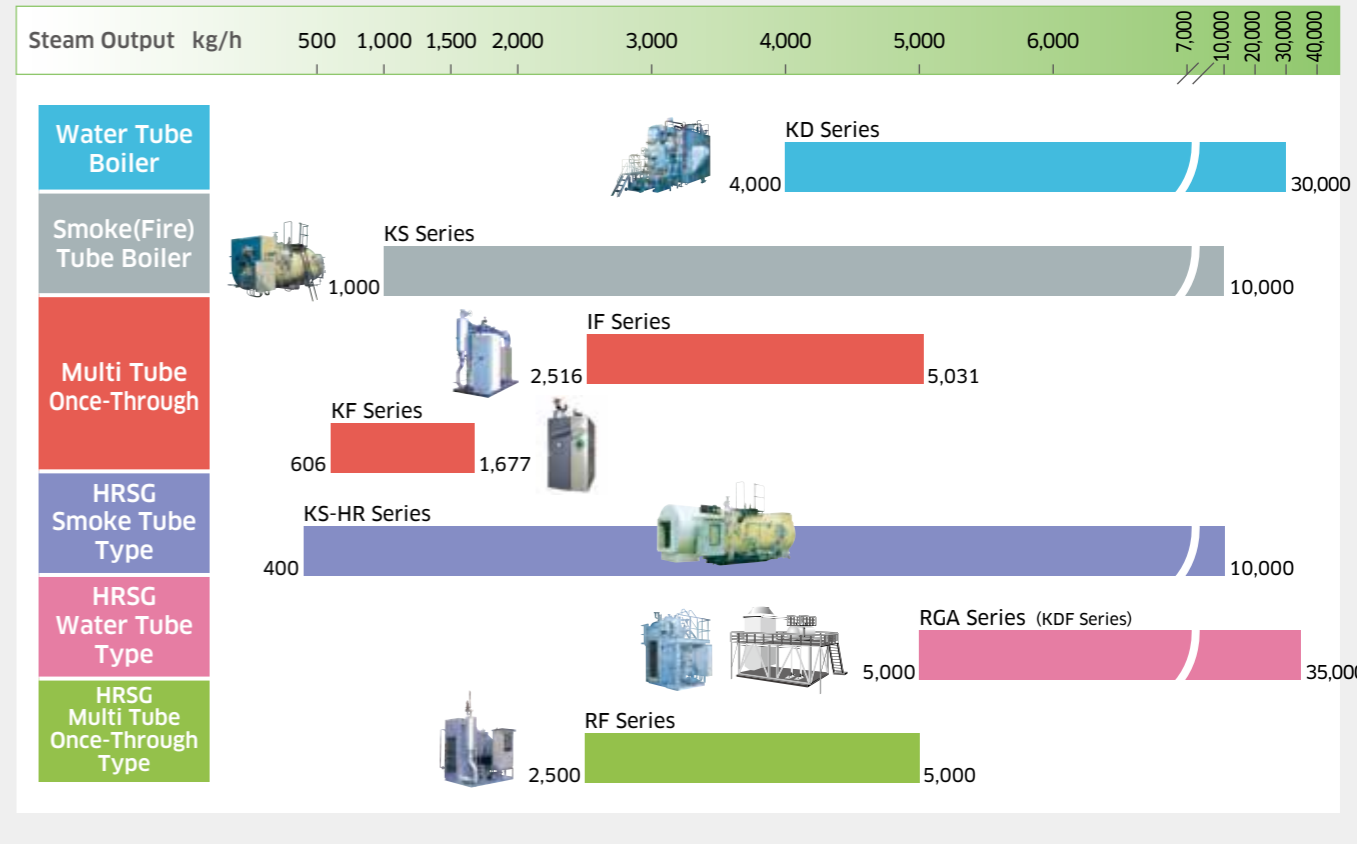 Steam Output kg/h 500 1,000 1,500 2,000 3,000 4,000 5,000 6,000 7,000 10,000 20,000 30,000 40,000
Water Tube
Boiler
KD Series
4,000 30,000
Smoke(Fire)
Tube Boiler
KS Series
1,000 10,000
Multi Tube
Once-Through
IF Series
2,516 5,031
KF Series
606 1,677
HRSG
Smoke Tube
Type
KS-HR Series
400 10,000
HRSG
Water Tube
Type
RGA Series (KDF Series)
5,000 35,000
HRSG
Multi Tube
Once-Through
Type
RF Series
2,500 5,000